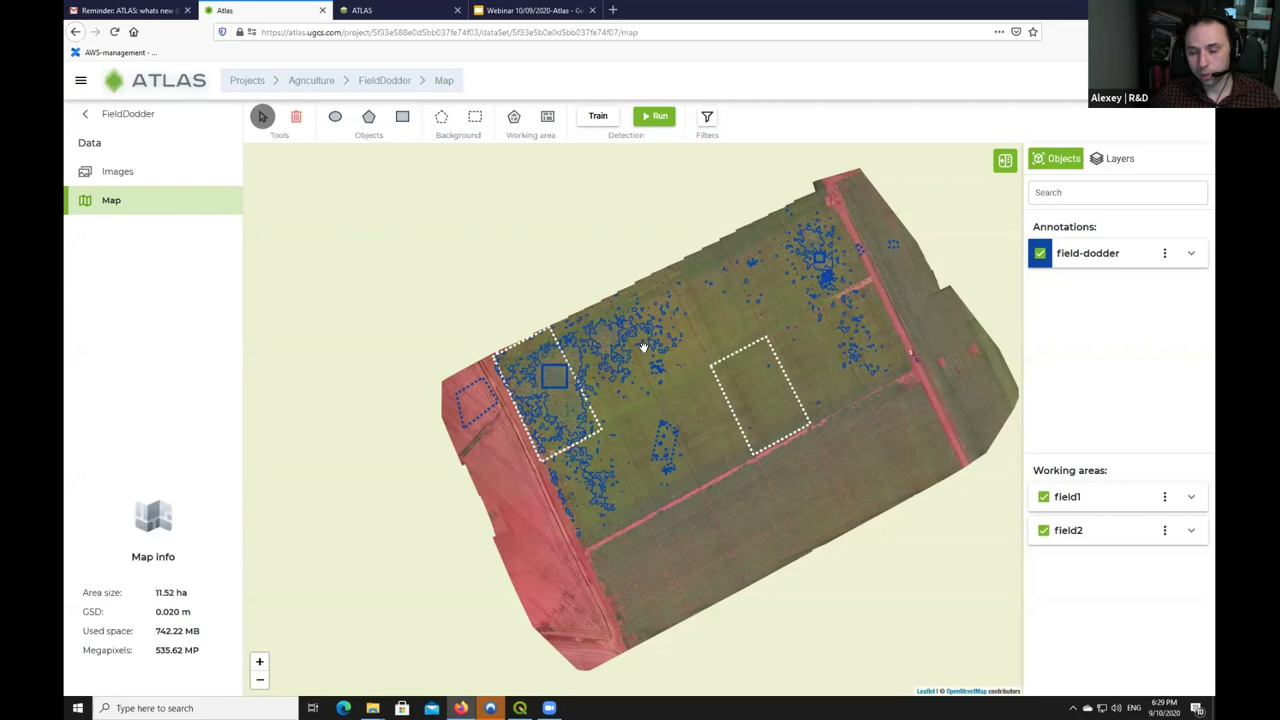 Reminder: ATLAS: whats new (
Atlas
ATLAS
Webinar 10/09/2020-Atlas - Go
https://atlas.ugcs.com/project/5f33e588e0d5bb037fe74f03/dataSet/5f33e5b0e0d5bb037fe74f07/map
AWS-management - ...
Alexey | R&D
ATLAS
Projects
Agriculture
FieldDodder
Map
FieldDodder
Tools
Objects
Background
Working area
Train
Run
Detection
Filters
Data
Images
Map
Objects
Layers
Search
Annotations:
field-dodder
Working areas:
field1
field2
Map info
Area size: 11.52 ha
GSD: 0.020 m
Used space: 742.22 MB
Megapixels: 535.62 MP
+
−
Leaflet | © OpenStreetMap contributors
Type here to search
ENG
6:29 PM
9/10/2020
10